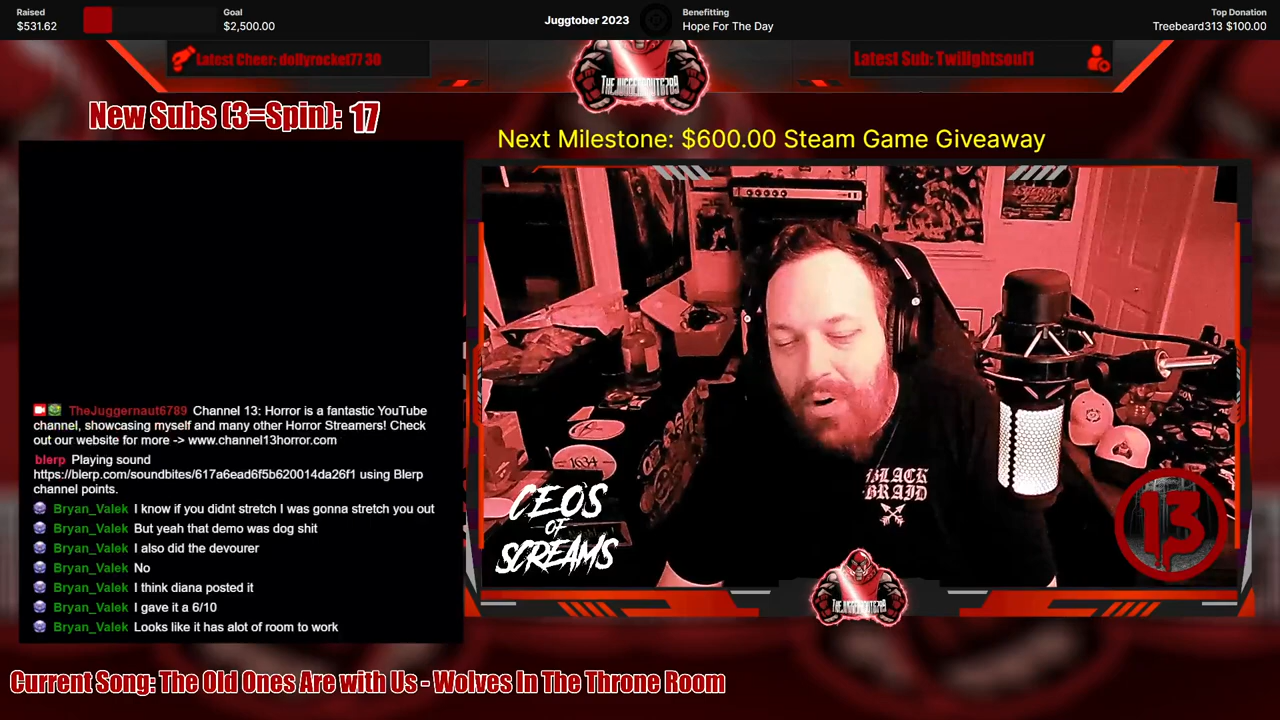 Raised
$531.62
Goal
$2,500.00
Juggtober 2023
Benefitting
Hope For The Day
Top Donation
Treebeard313 $100.00
Latest Cheer: dollyrocket77 30
Latest Sub: Twilightsoul1
THEJUGGERNAUT6789
New Subs (3=Spin): 17
Next Milestone: $600.00 Steam Game Giveaway
TheJuggernaut6789 Channel 13: Horror is a fantastic YouTube
channel, showcasing myself and many other Horror Streamers! Check
out our website for more -> www.channel13horror.com
blerp Playing sound
https://blerp.com/soundbites/617a6ead6f5b620014da26f1 using Blerp
channel points.
Bryan_Valek I know if you didnt stretch I was gonna stretch you out
Bryan_Valek But yeah that demo was dog shit
Bryan_Valek I also did the devourer
Bryan_Valek No
Bryan_Valek I think diana posted it
Bryan_Valek I gave it a 6/10
Bryan_Valek Looks like it has alot of room to work
1634
BLACK
BRAID
CEOS
OF
SCREAMS
13
THEJUGGERNAUT6789
Current Song: The Old Ones Are with Us - Wolves In The Throne Room